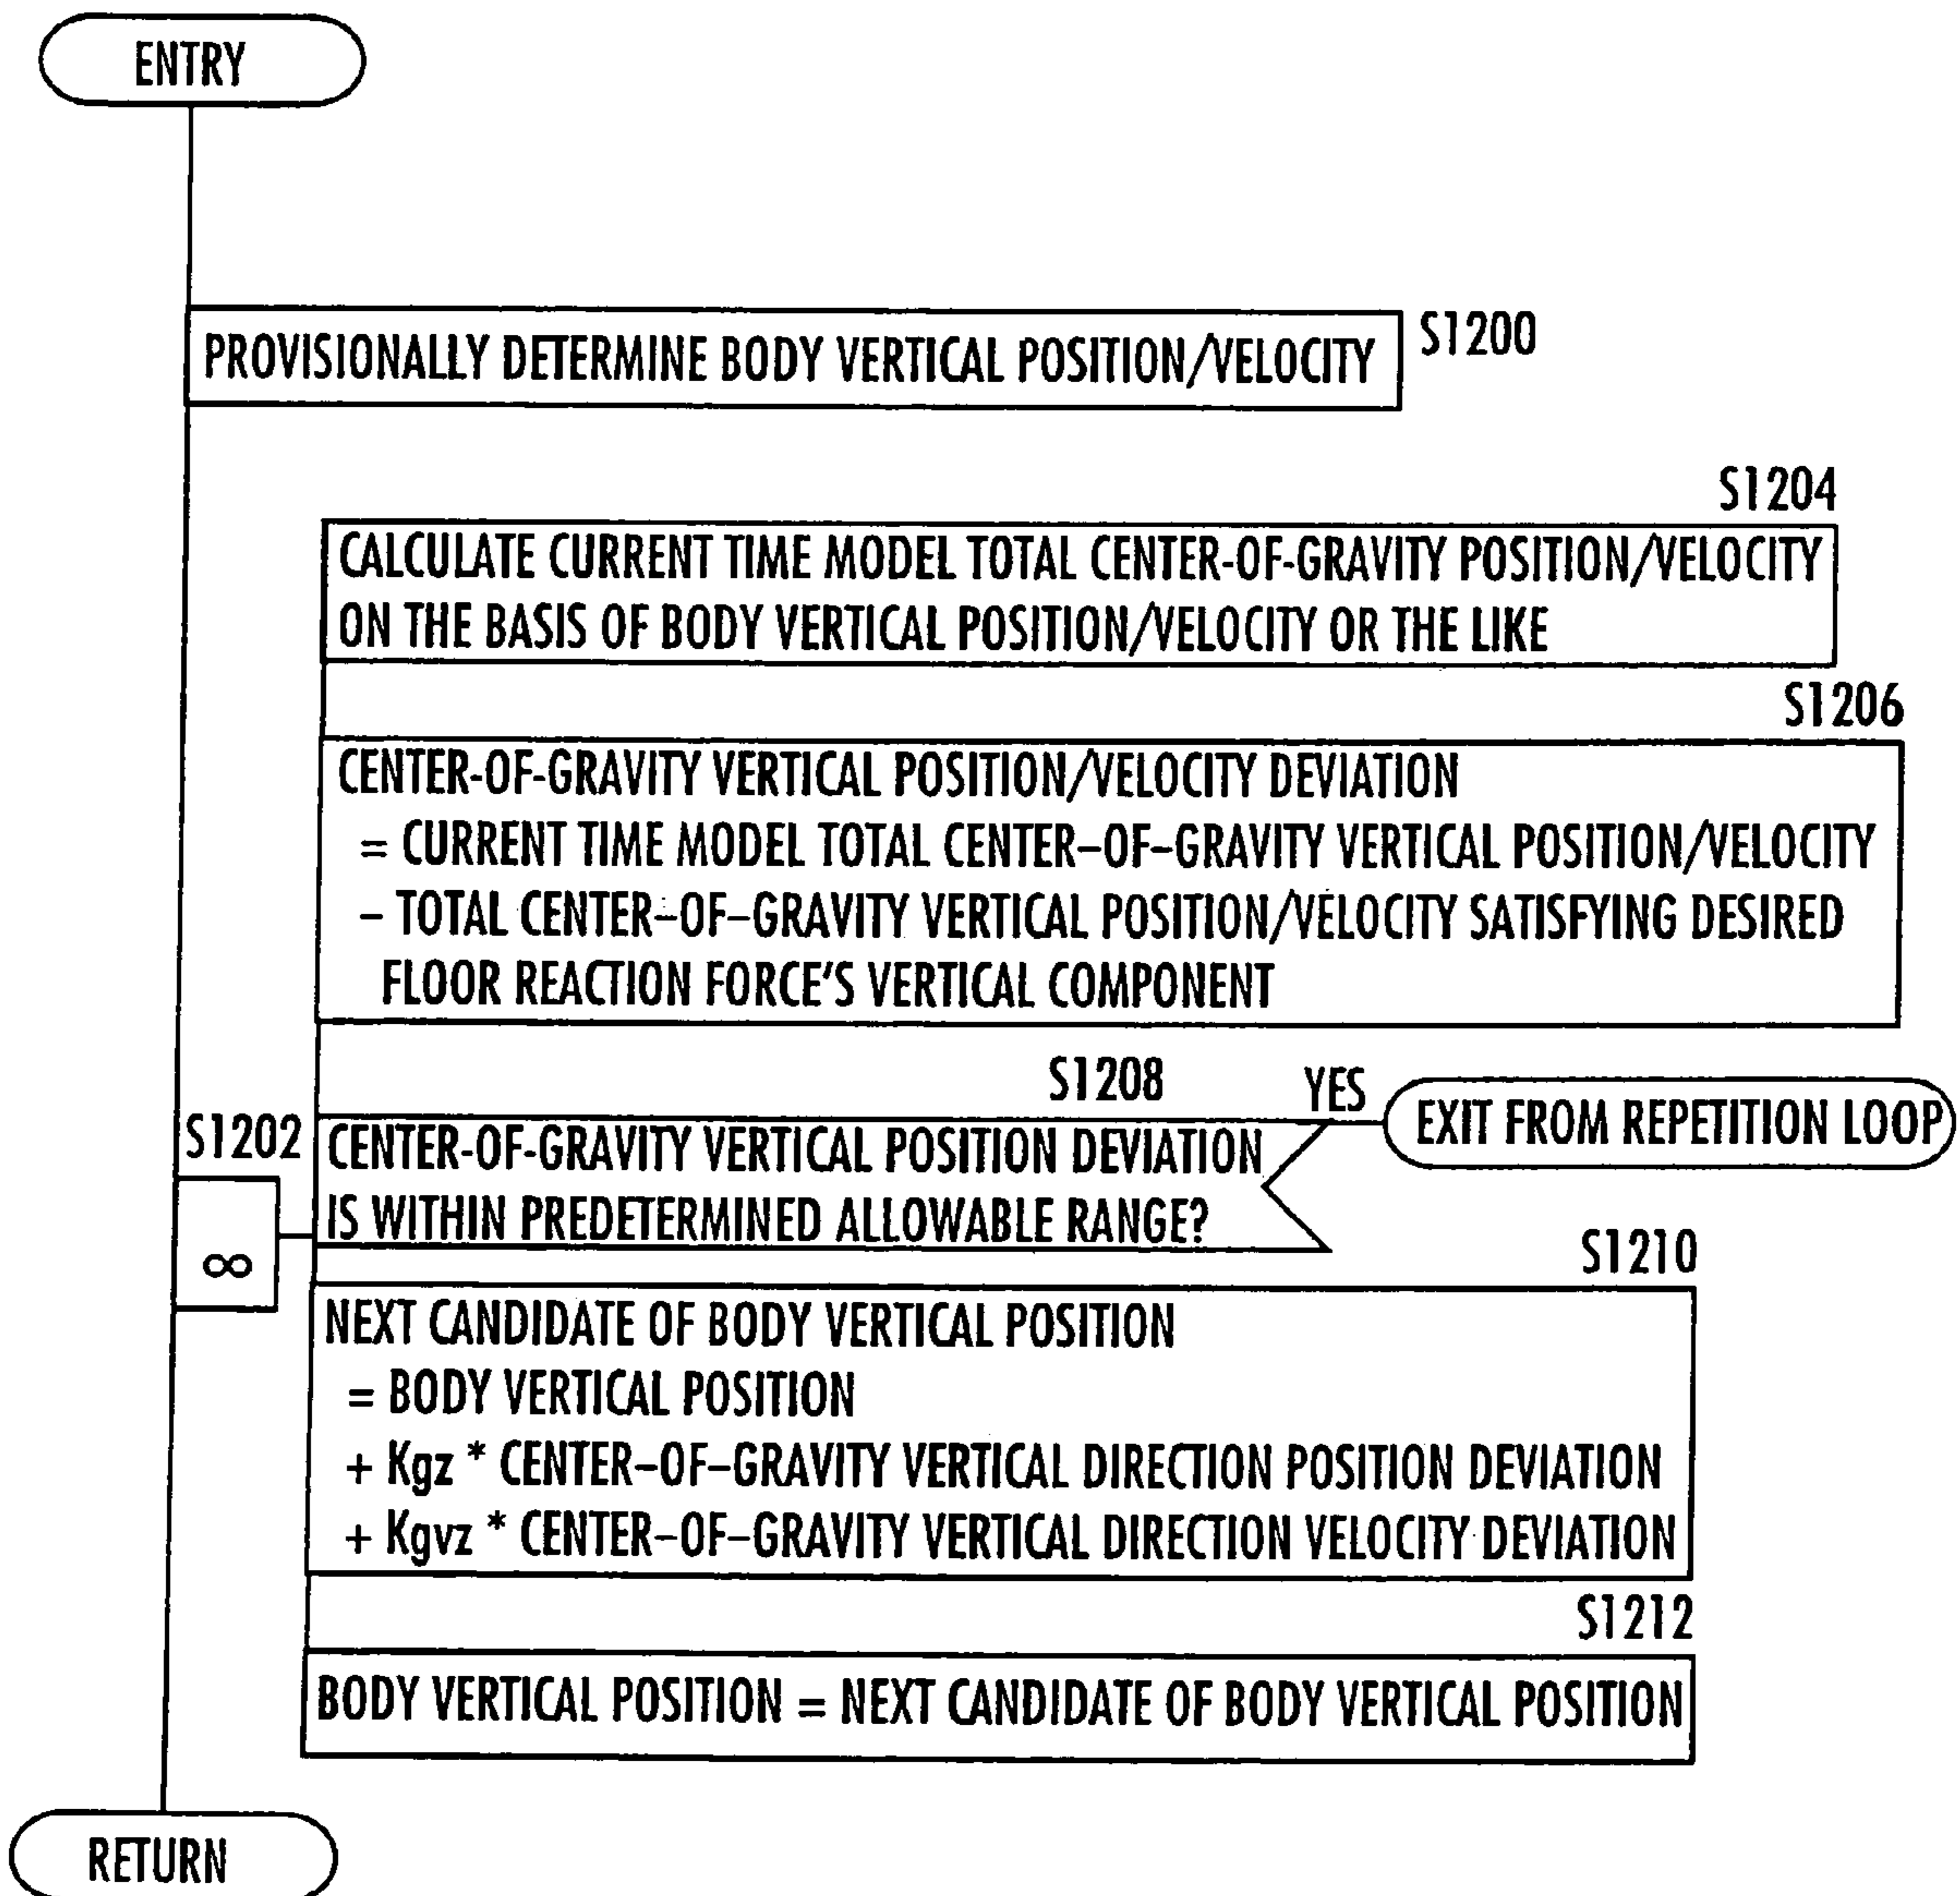 ENTRY
PROVISIONALLY DETERMINE BODY VERTICAL POSITION/VELOCITY
S1200
S1204
CALCULATE CURRENT TIME MODEL TOTAL CENTER-OF-GRAVITY POSITION/VELOCITY
ON THE BASIS OF BODY VERTICAL POSITION/VELOCITY OR THE LIKE
S1206
CENTER-OF-GRAVITY VERTICAL POSITION/VELOCITY DEVIATION
= CURRENT TIME MODEL TOTAL CENTER-OF-GRAVITY VERTICAL POSITION/VELOCITY
- TOTAL CENTER-OF-GRAVITY VERTICAL POSITION/VELOCITY SATISFYING DESIRED
FLOOR REACTION FORCE'S VERTICAL COMPONENT
S1202
∞
S1208
CENTER-OF-GRAVITY VERTICAL POSITION DEVIATION
IS WITHIN PREDETERMINED ALLOWABLE RANGE?
YES
EXIT FROM REPETITION LOOP
S1210
NEXT CANDIDATE OF BODY VERTICAL POSITION
= BODY VERTICAL POSITION
+ Kgz * CENTER-OF-GRAVITY VERTICAL DIRECTION POSITION DEVIATION
+ Kgvz * CENTER-OF-GRAVITY VERTICAL DIRECTION VELOCITY DEVIATION
S1212
BODY VERTICAL POSITION = NEXT CANDIDATE OF BODY VERTICAL POSITION
RETURN